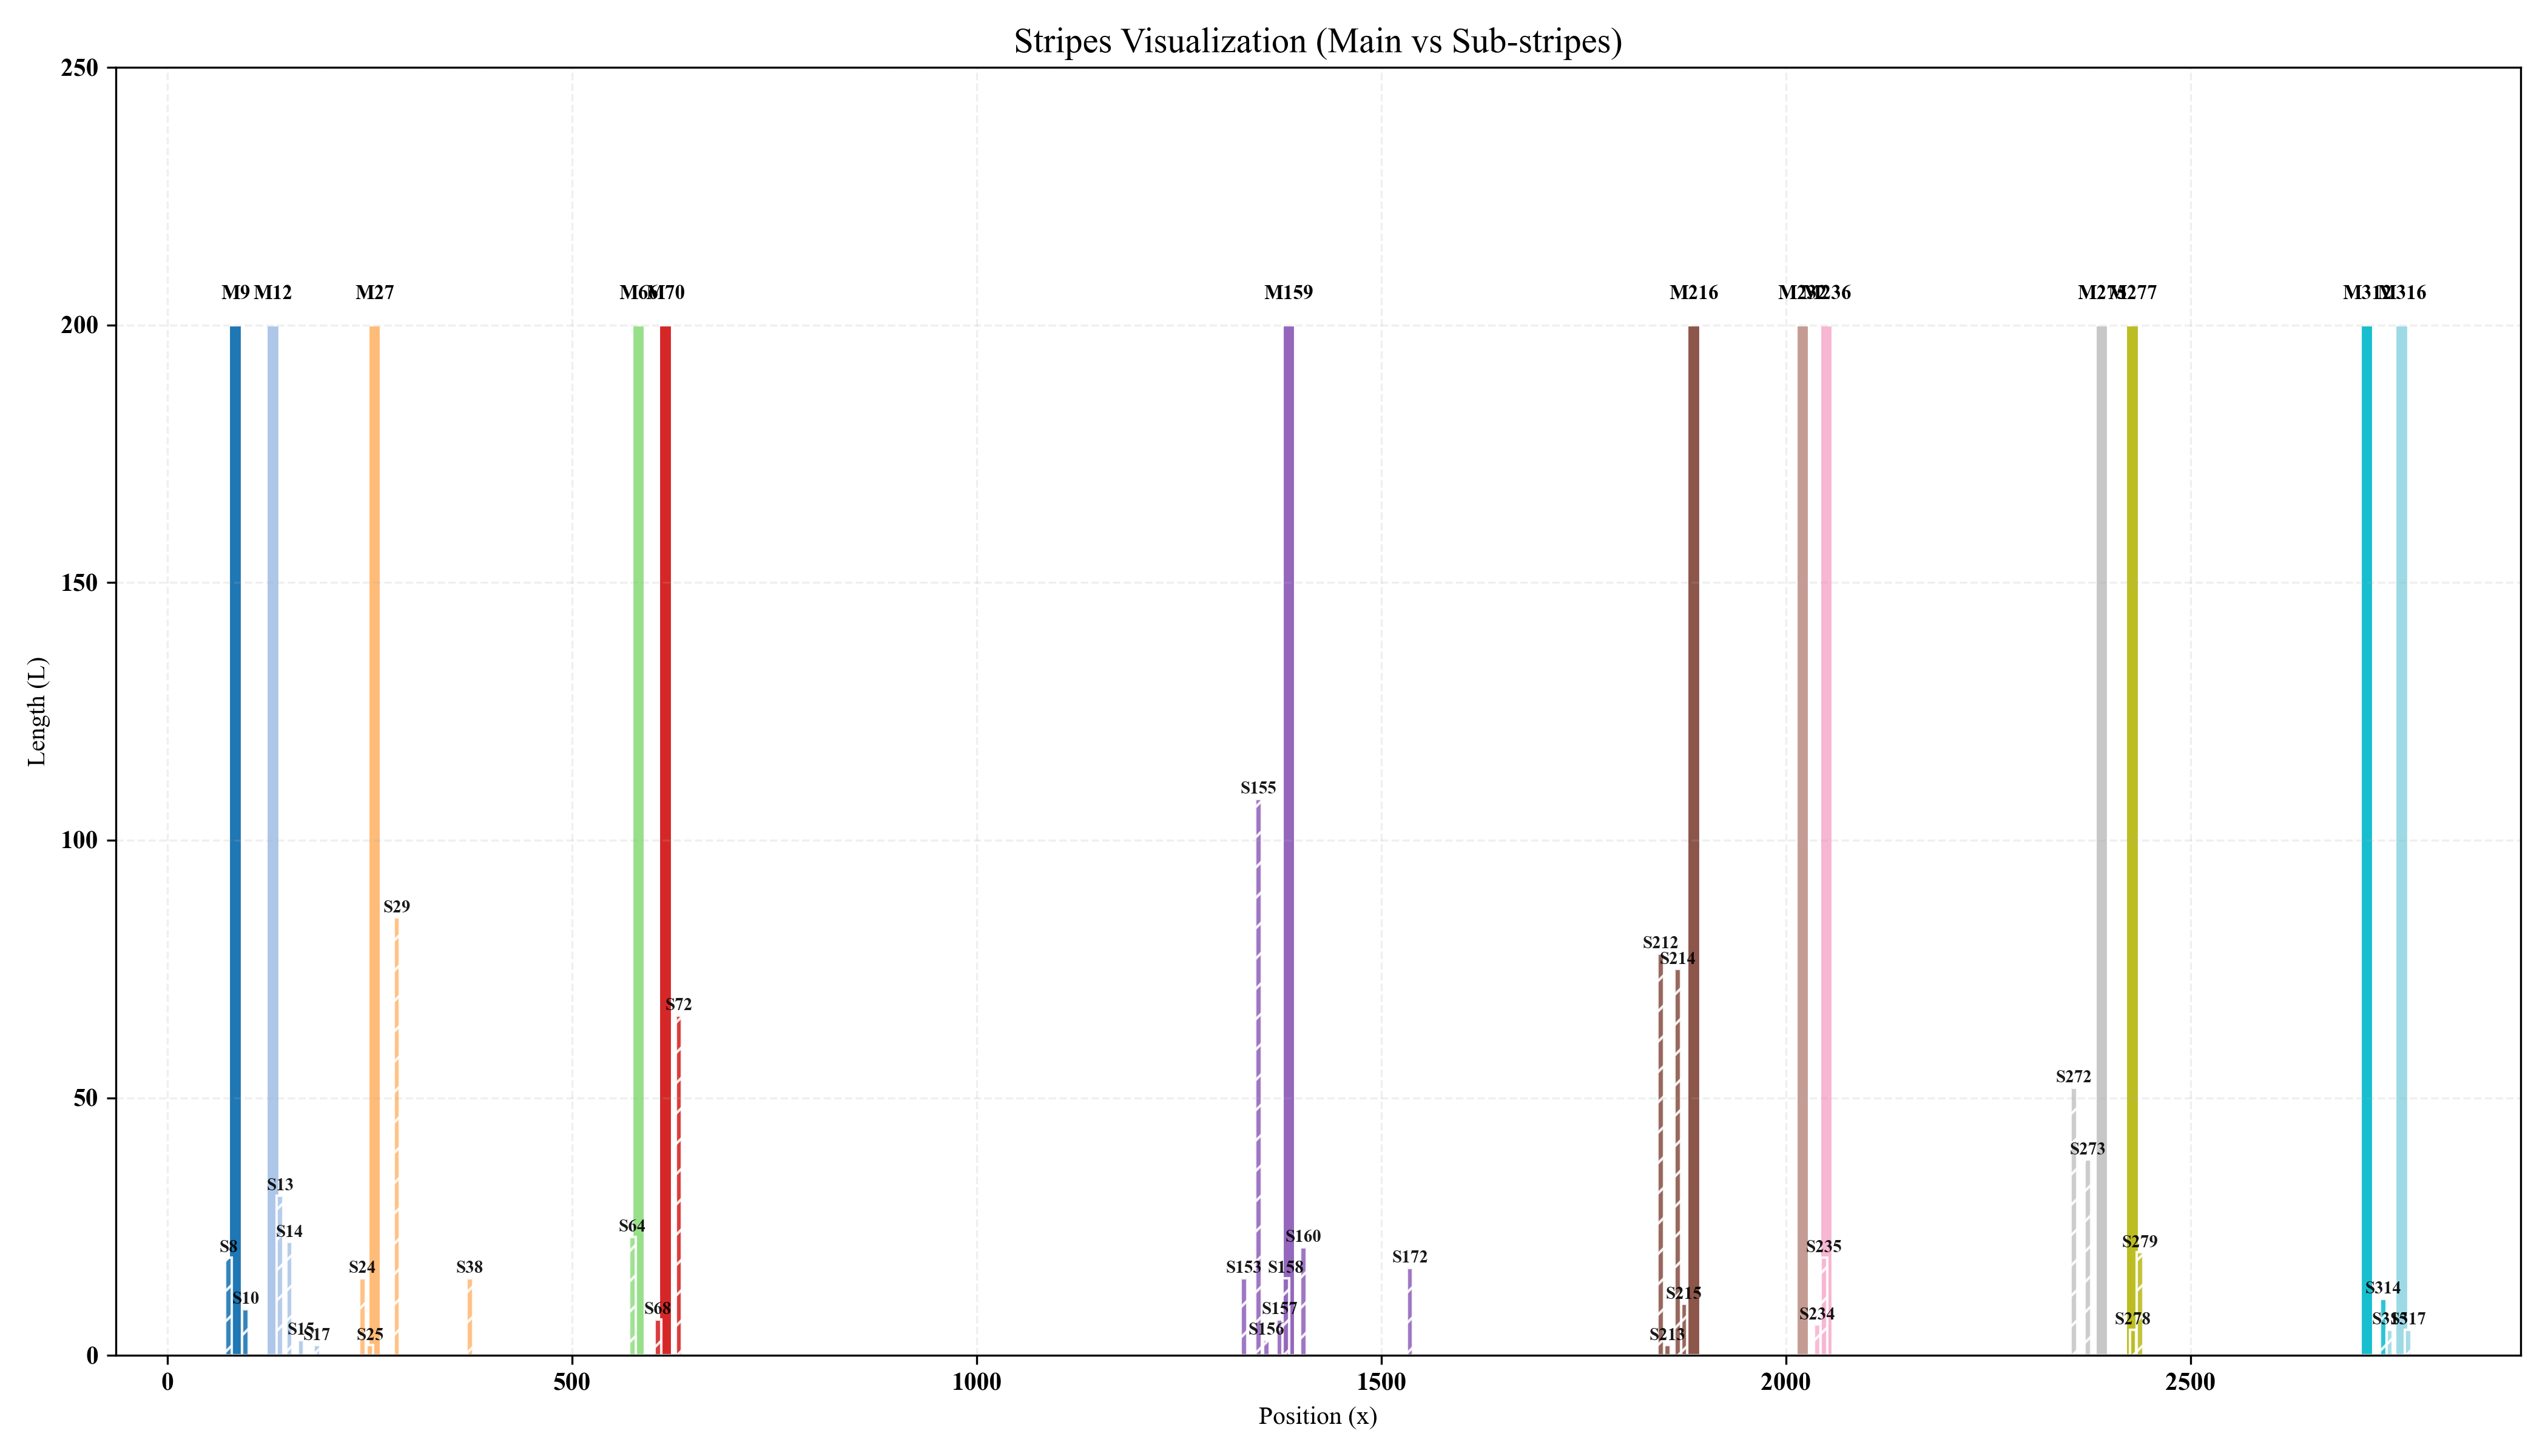 Stripes Visualization (Main vs Sub-stripes)
250
M9 M12 M27 M66 M70 M159 M216 M232 M236 M275 M277 M312 M316
200
150
S155
100
S29
S212
S214
S72
50
S272
S273
S13
S64
S14
S160
S8
S235
S279
S172
S24 S38 S153 S158
S314
S10
S215
S68 S157
S234
S278
S317
S15
S156
S17
S25
S213
0
0 500 1000 1500 2000 2500
Length (L)
Position (x)